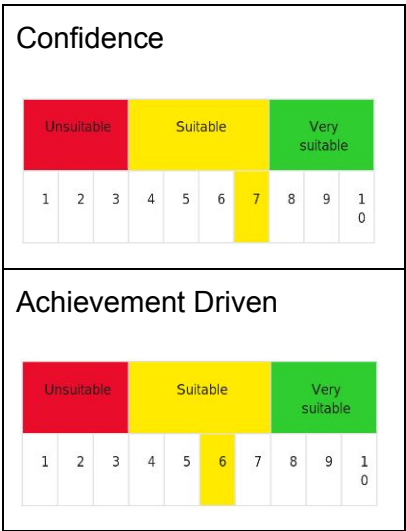 Confidence
Unsuitable Suitable Very
suitable
1 2 3 4 5 6 7 8 9 1
0
Achievement Driven
Unsuitable Suitable Very
suitable
1 2 3 4 5 6 7 8 9 1
0